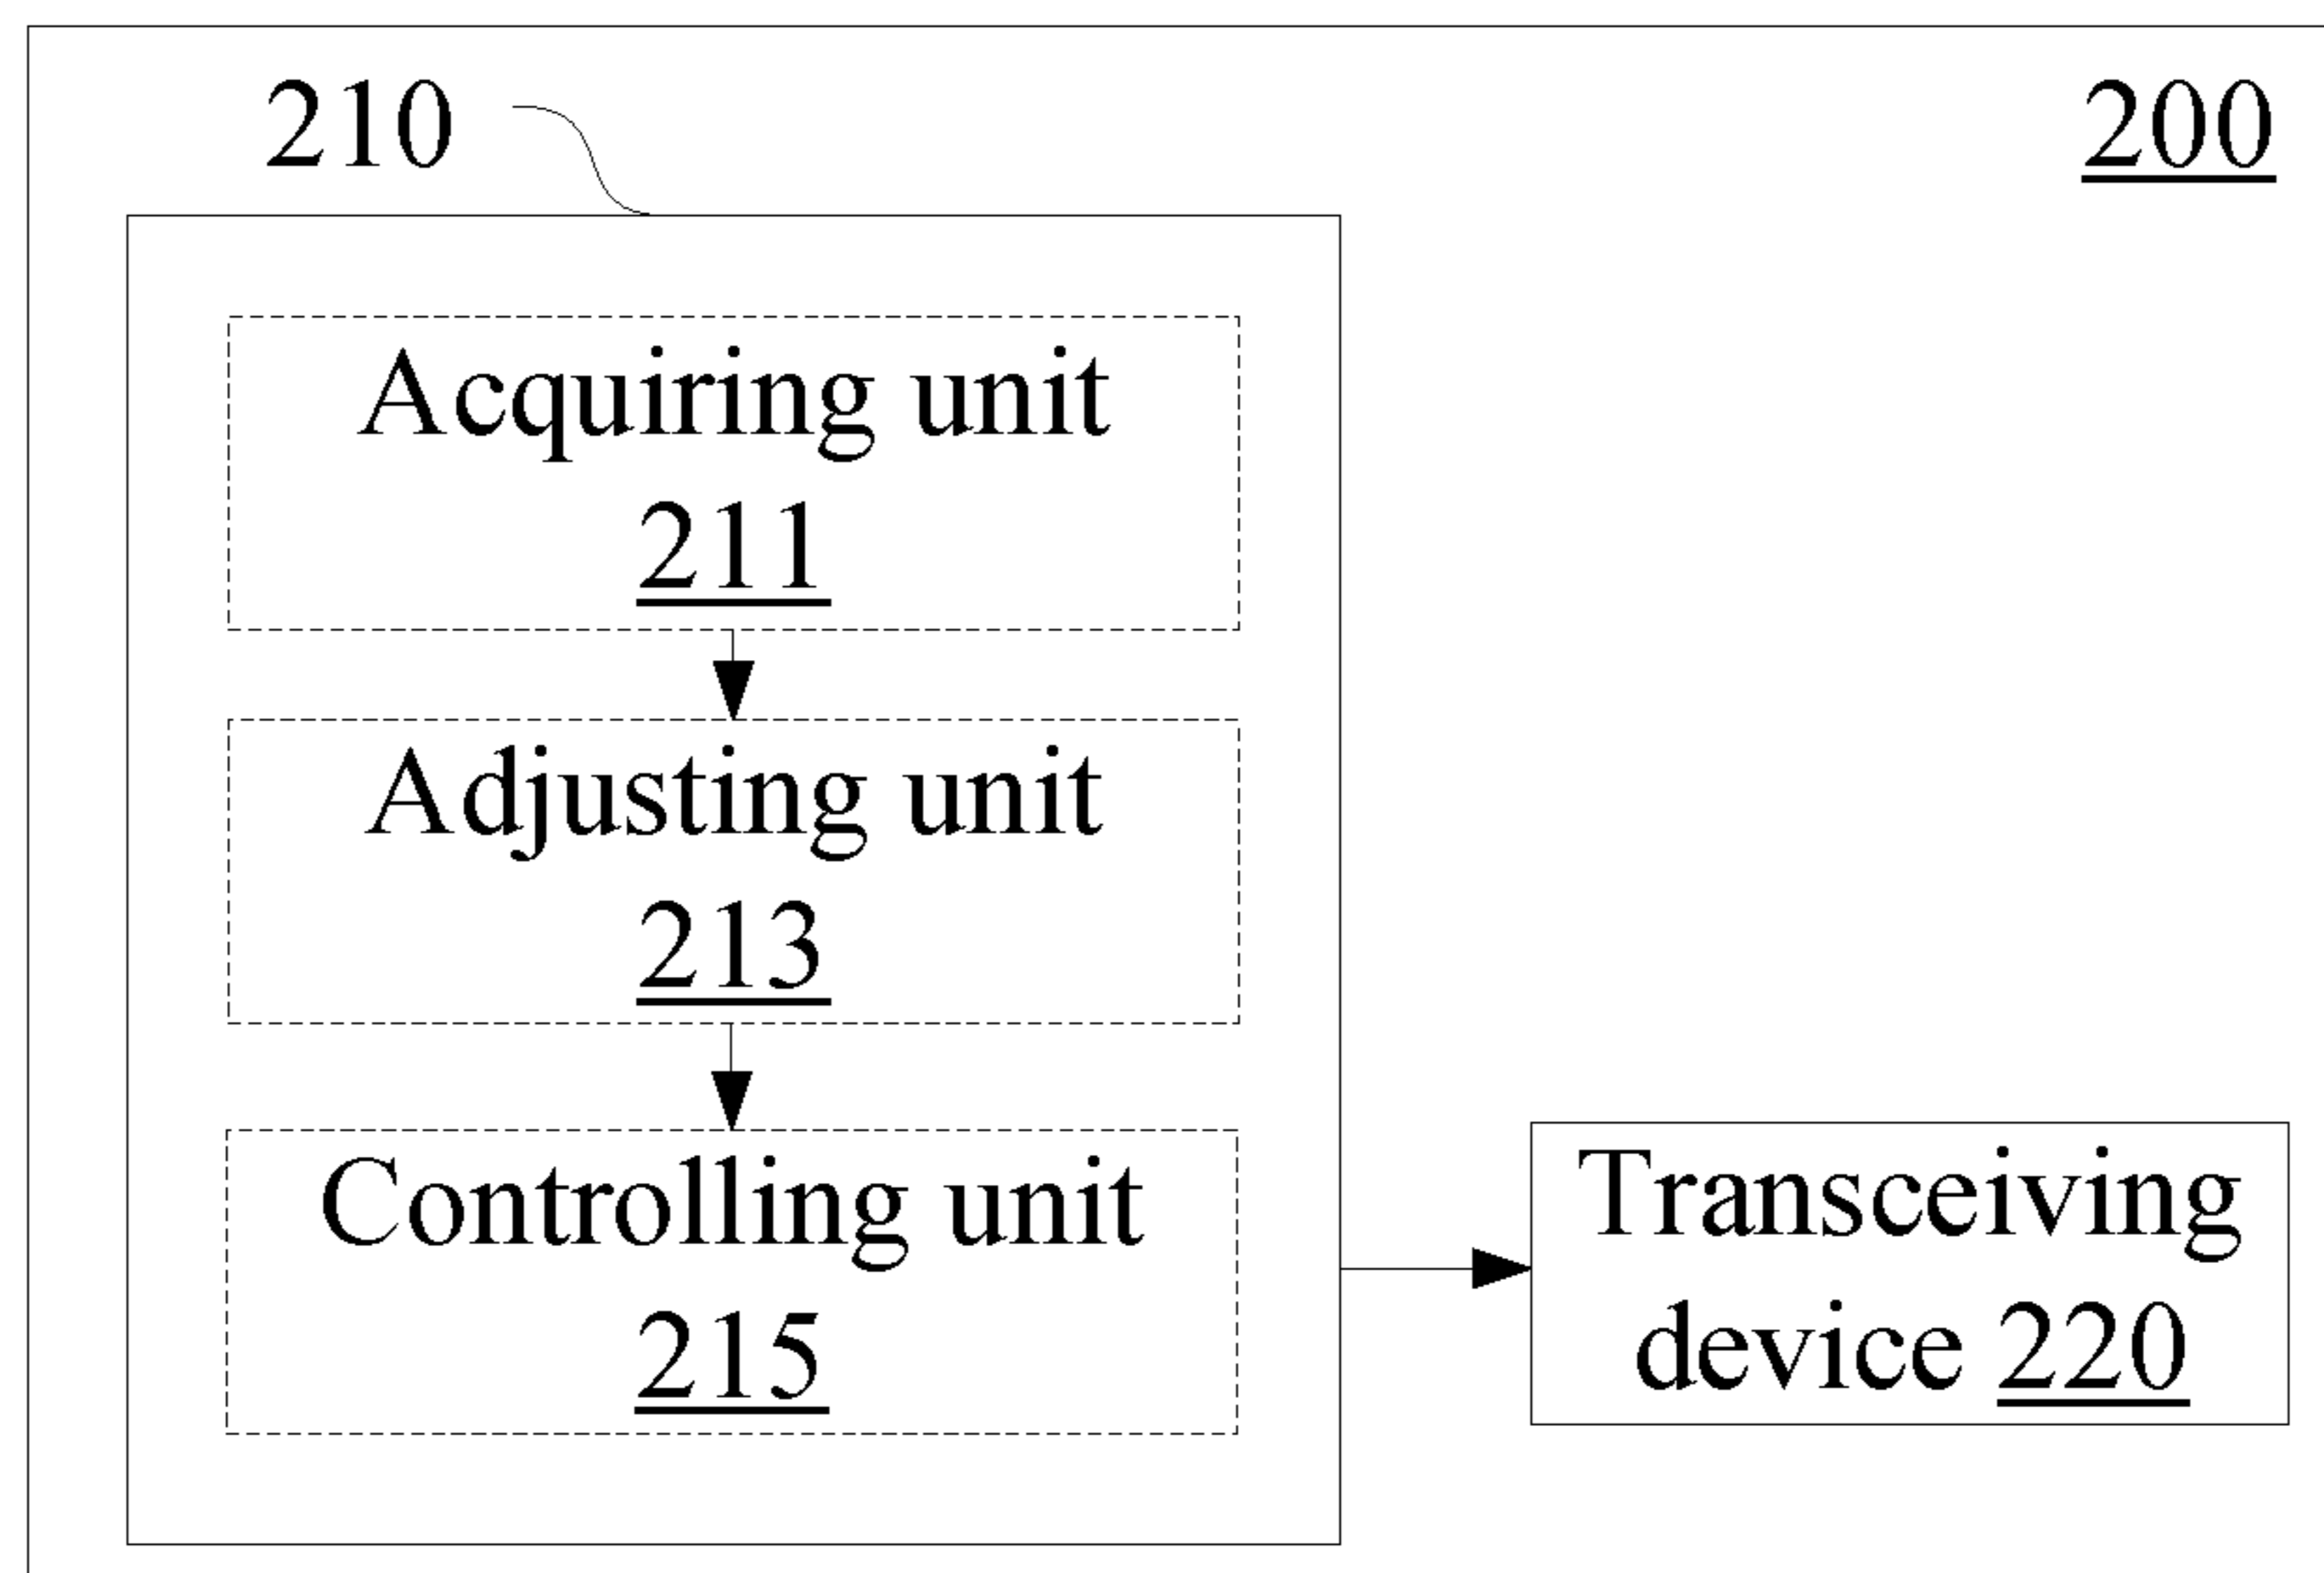 210
200
Acquiring unit
211
Adjusting unit
213
Controlling unit
215
Transceiving
device 220